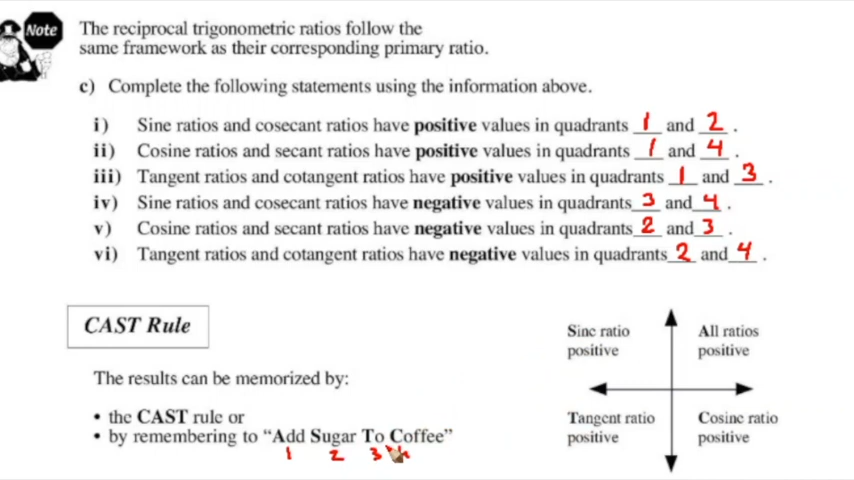 Note
The reciprocal trigonometric ratios follow the
same framework as their corresponding primary ratio.
c) Complete the following statements using the information above.
i) Sine ratios and cosecant ratios have positive values in quadrants 1 and 2 .
ii) Cosine ratios and secant ratios have positive values in quadrants 1 and 4 .
iii) Tangent ratios and cotangent ratios have positive values in quadrants 1 and 3 .
iv) Sine ratios and cosecant ratios have negative values in quadrants 3 and 4 .
v) Cosine ratios and secant ratios have negative values in quadrants 2 and 3 .
vi) Tangent ratios and cotangent ratios have negative values in quadrants 2 and 4 .
CAST Rule
The results can be memorized by:
• the CAST rule or
• by remembering to "Add Sugar To Coffee"
1 2 3 4
Sine ratio
positive
All ratios
positive
Tangent ratio
positive
Cosine ratio
positive